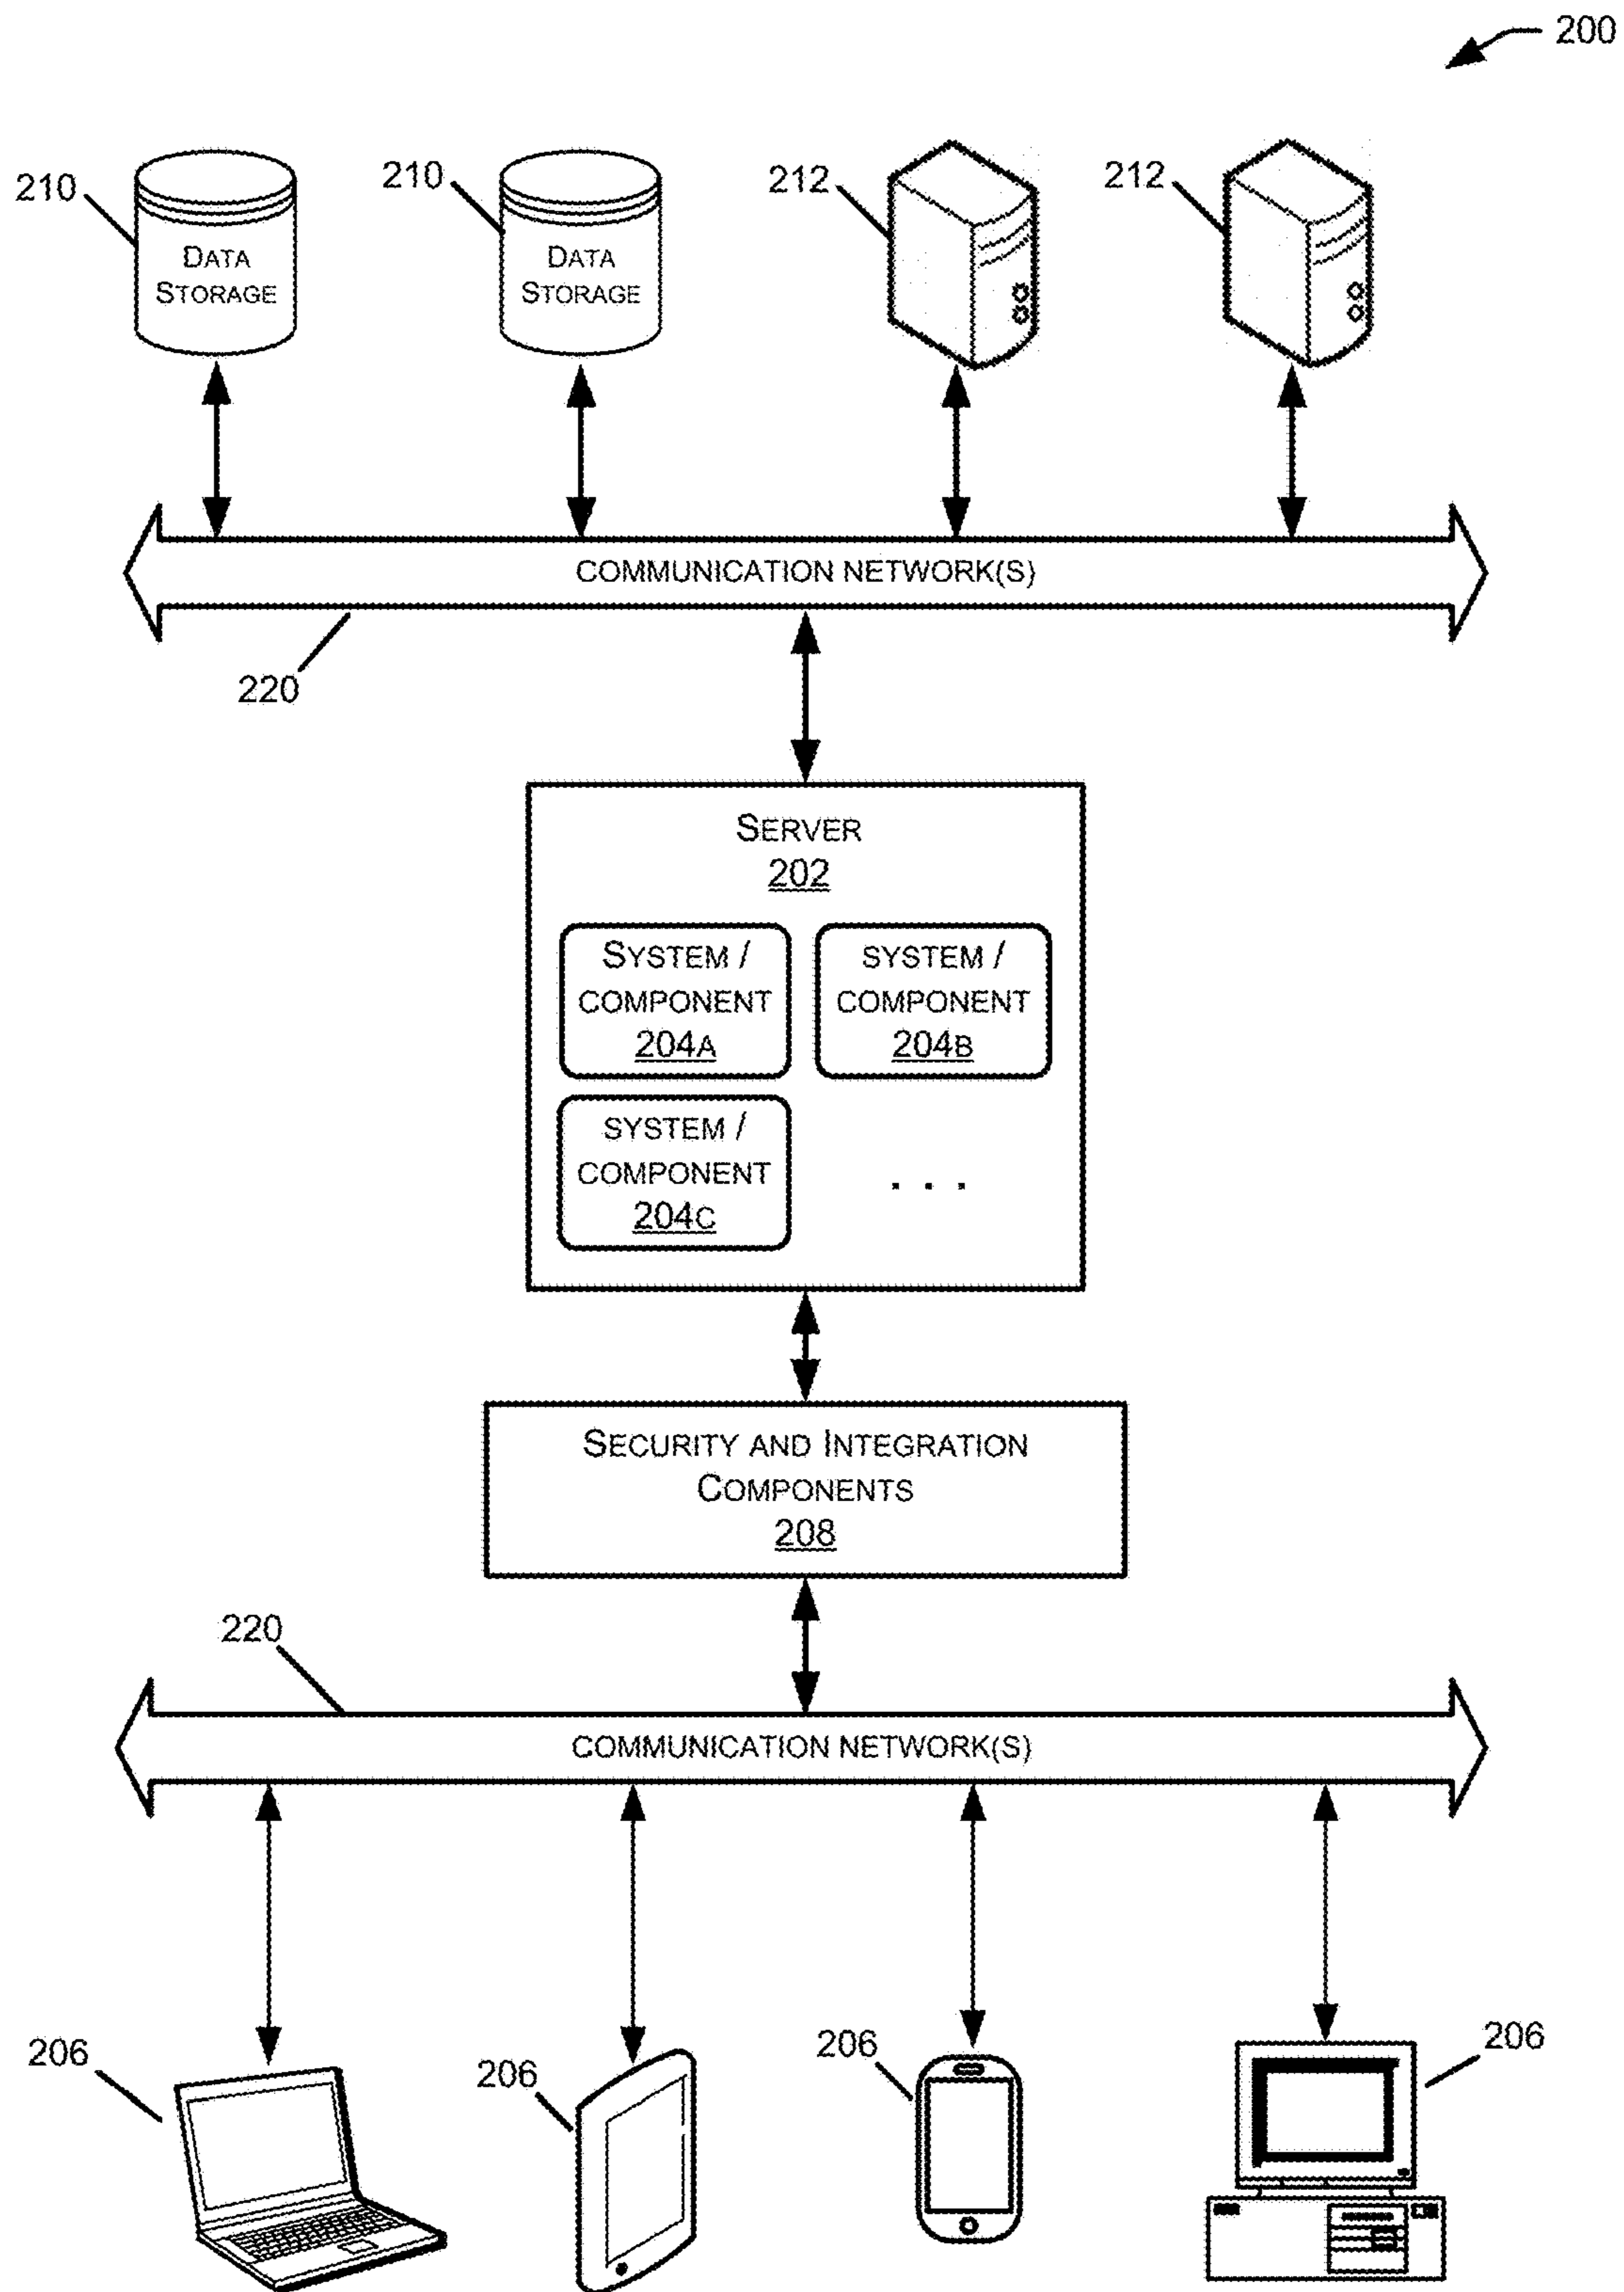 200
210
210
212
212
DATA
STORAGE
DATA
STORAGE
COMMUNICATION NETWORK(S)
220
SERVER
202
SYSTEM /
COMPONENT
204A
SYSTEM /
COMPONENT
204B
SYSTEM /
COMPONENT
204C
. . .
SECURITY AND INTEGRATION
COMPONENTS
208
220
COMMUNICATION NETWORK(S)
206
206
206
206